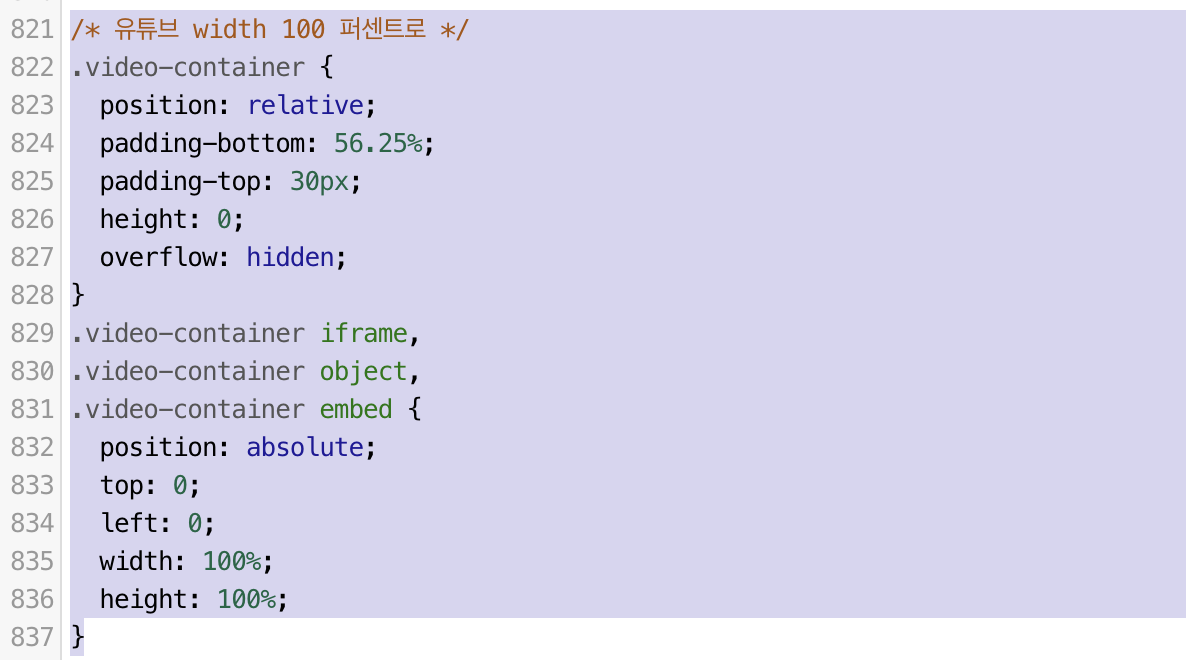 821 /* 유튜브 width 100 퍼센트로 */
822 .video-container {
823   position: relative;
824   padding-bottom: 56.25%;
825   padding-top: 30px;
826   height: 0;
827   overflow: hidden;
828 }
829 .video-container iframe,
830 .video-container object,
831 .video-container embed {
832   position: absolute;
833   top: 0;
834   left: 0;
835   width: 100%;
836   height: 100%;
837 }